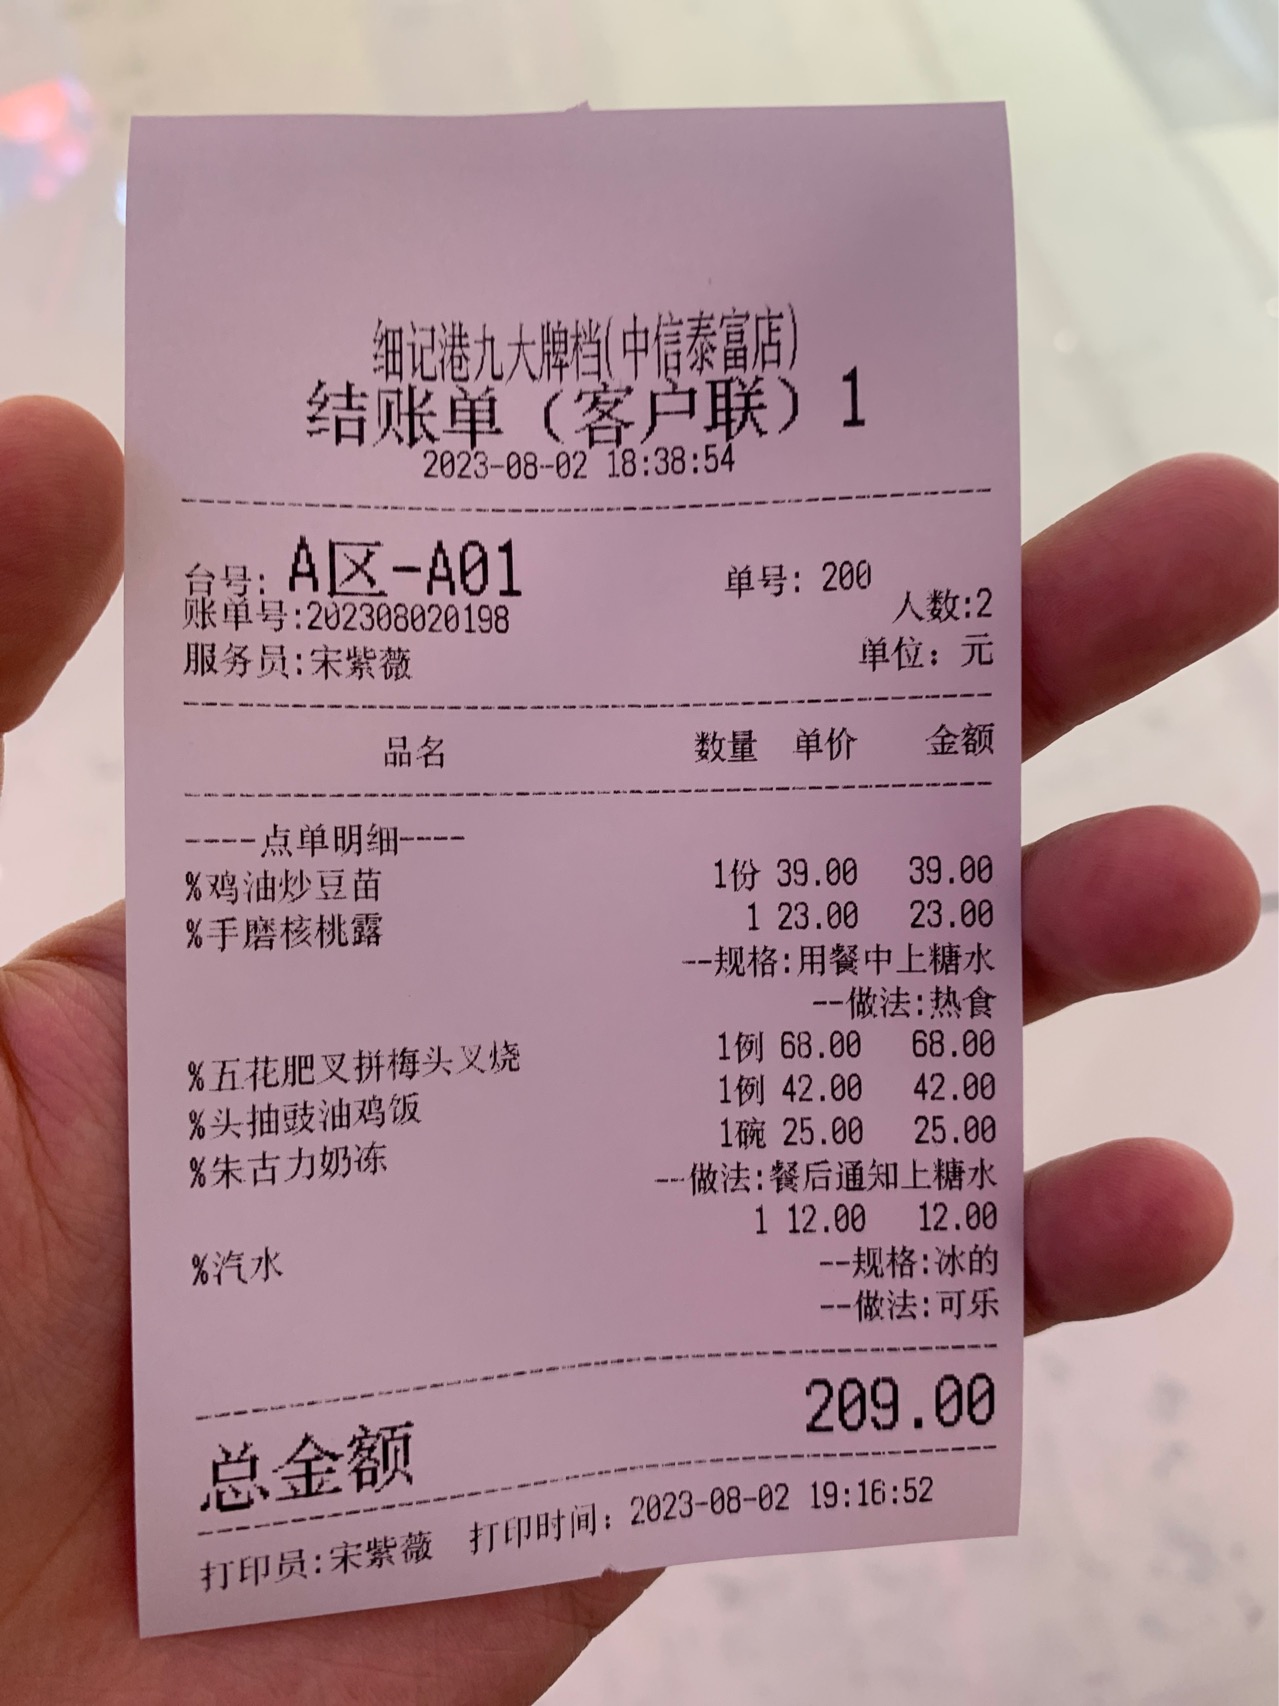 细记港九大牌档(中信泰富店)
结账单（客户联）1
2023-08-02 18:38:54
台号: A区-A01 单号: 200
账单号:202308020198 人数:2
服务员:宋紫薇 单位: 元
品名 数量 单价 金额
----点单明细----
%鸡油炒豆苗 1份 39.00 39.00
%手磨核桃露 1 23.00 23.00
--规格:用餐中上糖水
--做法:热食
%五花肥叉拼梅头叉烧 1例 68.00 68.00
%头抽豉油鸡饭 1例 42.00 42.00
%朱古力奶冻 1碗 25.00 25.00
--做法:餐后通知上糖水
%汽水 1 12.00 12.00
--规格:冰的
--做法:可乐
总金额 209.00
打印员:宋紫薇 打印时间: 2023-08-02 19:16:52